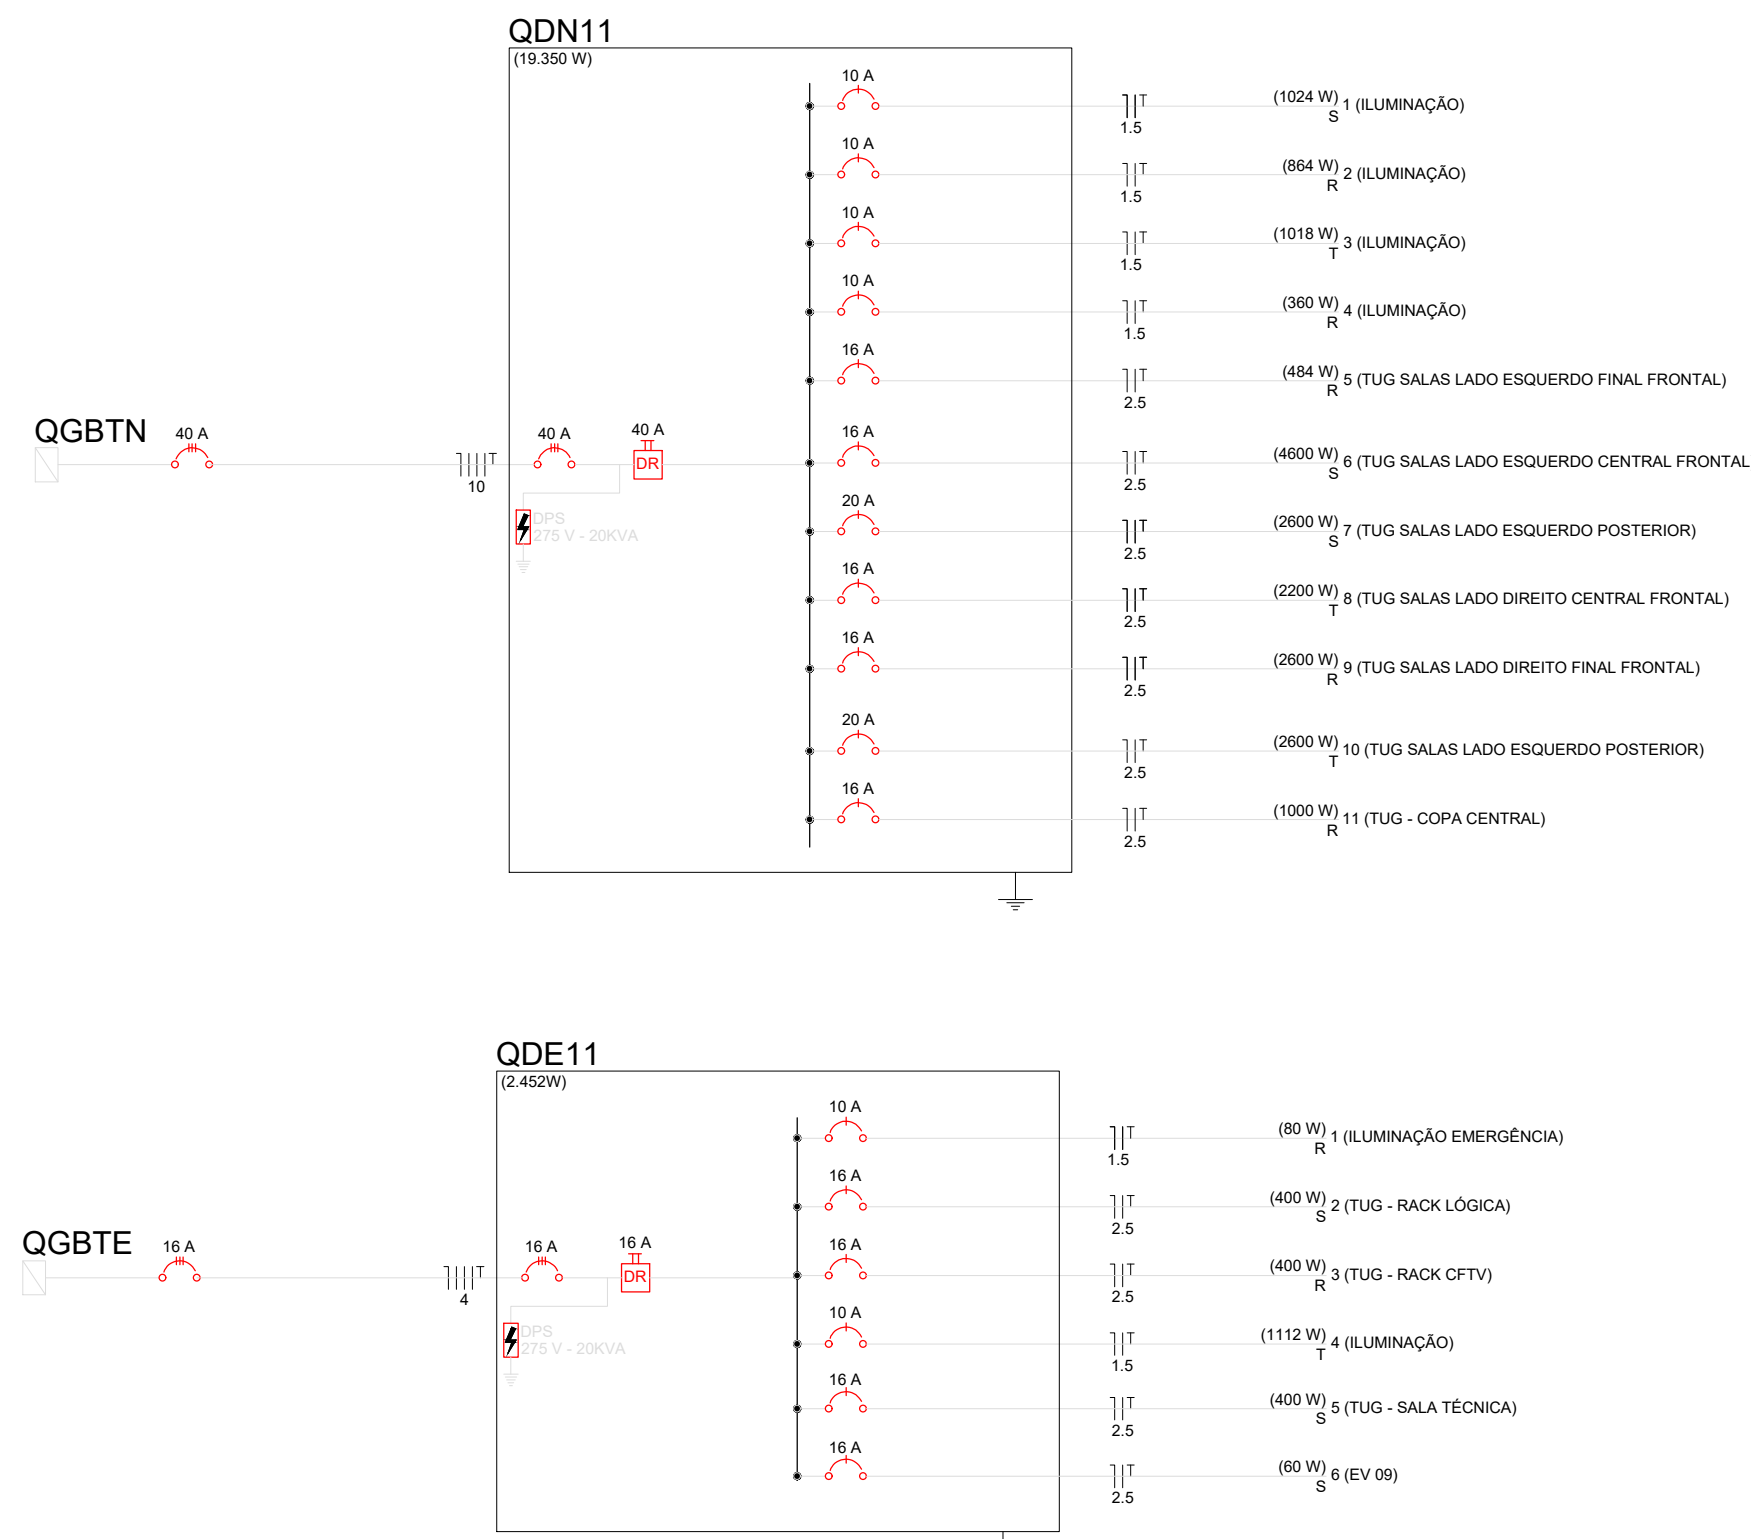 QDN11
(19.350 W)
10 A
(1024 W) 1 (ILUMINAÇÃO)
S
T
1.5
10 A
(864 W) 2 (ILUMINAÇÃO)
R
T
1.5
10 A
(1018 W) 3 (ILUMINAÇÃO)
T
T
1.5
10 A
(360 W) 4 (ILUMINAÇÃO)
R
T
1.5
16 A
(484 W) 5 (TUG SALAS LADO ESQUERDO FINAL FRONTAL)
R
T
2.5
QGBTN
40 A
T
10
40 A
40 A
DR
DPS
275 V - 20KVA
16 A
(4600 W) 6 (TUG SALAS LADO ESQUERDO CENTRAL FRONTAL
S
T
2.5
20 A
(2600 W) 7 (TUG SALAS LADO ESQUERDO POSTERIOR)
S
T
2.5
16 A
(2200 W) 8 (TUG SALAS LADO DIREITO CENTRAL FRONTAL)
T
T
2.5
16 A
(2600 W) 9 (TUG SALAS LADO DIREITO FINAL FRONTAL)
R
T
2.5
20 A
(2600 W) 10 (TUG SALAS LADO ESQUERDO POSTERIOR)
T
T
2.5
16 A
(1000 W) 11 (TUG - COPA CENTRAL)
R
T
2.5
QDE11
(2.452W)
10 A
(80 W) 1 (ILUMINAÇÃO EMERGÊNCIA)
R
T
1.5
16 A
(400 W) 2 (TUG - RACK LÓGICA)
S
T
2.5
QGBTE
16 A
T
4
16 A
16 A
DR
DPS
275 V - 20KVA
16 A
(400 W) 3 (TUG - RACK CFTV)
R
T
2.5
10 A
(1112 W) 4 (ILUMINAÇÃO)
T
T
1.5
16 A
(400 W) 5 (TUG - SALA TÉCNICA)
S
T
2.5
16 A
(60 W) 6 (EV 09)
S
T
2.5